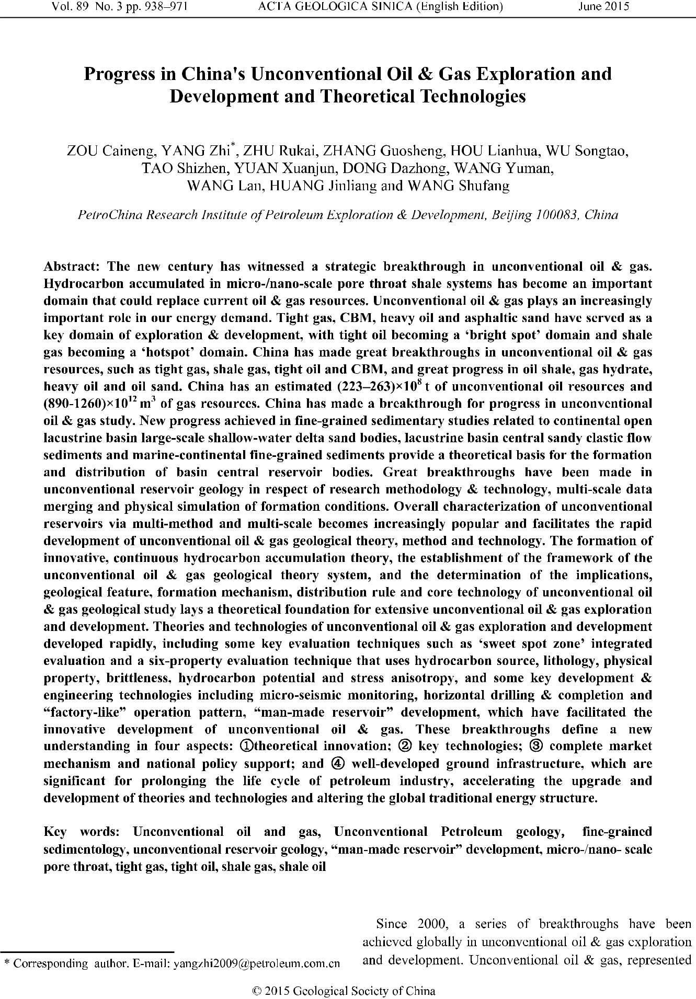 Vol. 89 No. 3 pp. 938–971 ACTA GEOLOGICA SINICA (English Edition) June 2015
Progress in China's Unconventional Oil & Gas Exploration and
Development and Theoretical Technologies
ZOU Caineng, YANG Zhi*, ZHU Rukai, ZHANG Guosheng, HOU Lianhua, WU Songtao,
TAO Shizhen, YUAN Xuanjun, DONG Dazhong, WANG Yuman,
WANG Lan, HUANG Jinliang and WANG Shufang
PetroChina Research Institute of Petroleum Exploration & Development, Beijing 100083, China
Abstract: The new century has witnessed a strategic breakthrough in unconventional oil & gas.
Hydrocarbon accumulated in micro-/nano-scale pore throat shale systems has become an important
domain that could replace current oil & gas resources. Unconventional oil & gas plays an increasingly
important role in our energy demand. Tight gas, CBM, heavy oil and asphaltic sand have served as a
key domain of exploration & development, with tight oil becoming a ‘bright spot’ domain and shale
gas becoming a ‘hotspot’ domain. China has made great breakthroughs in unconventional oil & gas
resources, such as tight gas, shale gas, tight oil and CBM, and great progress in oil shale, gas hydrate,
heavy oil and oil sand. China has an estimated (223–263)×10⁸ t of unconventional oil resources and
(890-1260)×10¹² m³ of gas resources. China has made a breakthrough for progress in unconventional
oil & gas study. New progress achieved in fine-grained sedimentary studies related to continental open
lacustrine basin large-scale shallow-water delta sand bodies, lacustrine basin central sandy clastic flow
sediments and marine-continental fine-grained sediments provide a theoretical basis for the formation
and distribution of basin central reservoir bodies. Great breakthroughs have been made in
unconventional reservoir geology in respect of research methodology & technology, multi-scale data
merging and physical simulation of formation conditions. Overall characterization of unconventional
reservoirs via multi-method and multi-scale becomes increasingly popular and facilitates the rapid
development of unconventional oil & gas geological theory, method and technology. The formation of
innovative, continuous hydrocarbon accumulation theory, the establishment of the framework of the
unconventional oil & gas geological theory system, and the determination of the implications,
geological feature, formation mechanism, distribution rule and core technology of unconventional oil
& gas geological study lays a theoretical foundation for extensive unconventional oil & gas exploration
and development. Theories and technologies of unconventional oil & gas exploration and development
developed rapidly, including some key evaluation techniques such as ‘sweet spot zone’ integrated
evaluation and a six-property evaluation technique that uses hydrocarbon source, lithology, physical
property, brittleness, hydrocarbon potential and stress anisotropy, and some key development &
engineering technologies including micro-seismic monitoring, horizontal drilling & completion and
“factory-like” operation pattern, “man-made reservoir” development, which have facilitated the
innovative development of unconventional oil & gas. These breakthroughs define a new
understanding in four aspects: ①theoretical innovation; ② key technologies; ③ complete market
mechanism and national policy support; and ④ well-developed ground infrastructure, which are
significant for prolonging the life cycle of petroleum industry, accelerating the upgrade and
development of theories and technologies and altering the global traditional energy structure.
Key words: Unconventional oil and gas, Unconventional Petroleum geology, fine-grained
sedimentology, unconventional reservoir geology, “man-made reservoir” development, micro-/nano- scale
pore throat, tight gas, tight oil, shale gas, shale oil
Since 2000, a series of breakthroughs have been
achieved globally in unconventional oil & gas exploration
and development. Unconventional oil & gas, represented
* Corresponding author. E-mail: yangzhi2009@petroleum.com.cn
© 2015 Geological Society of China